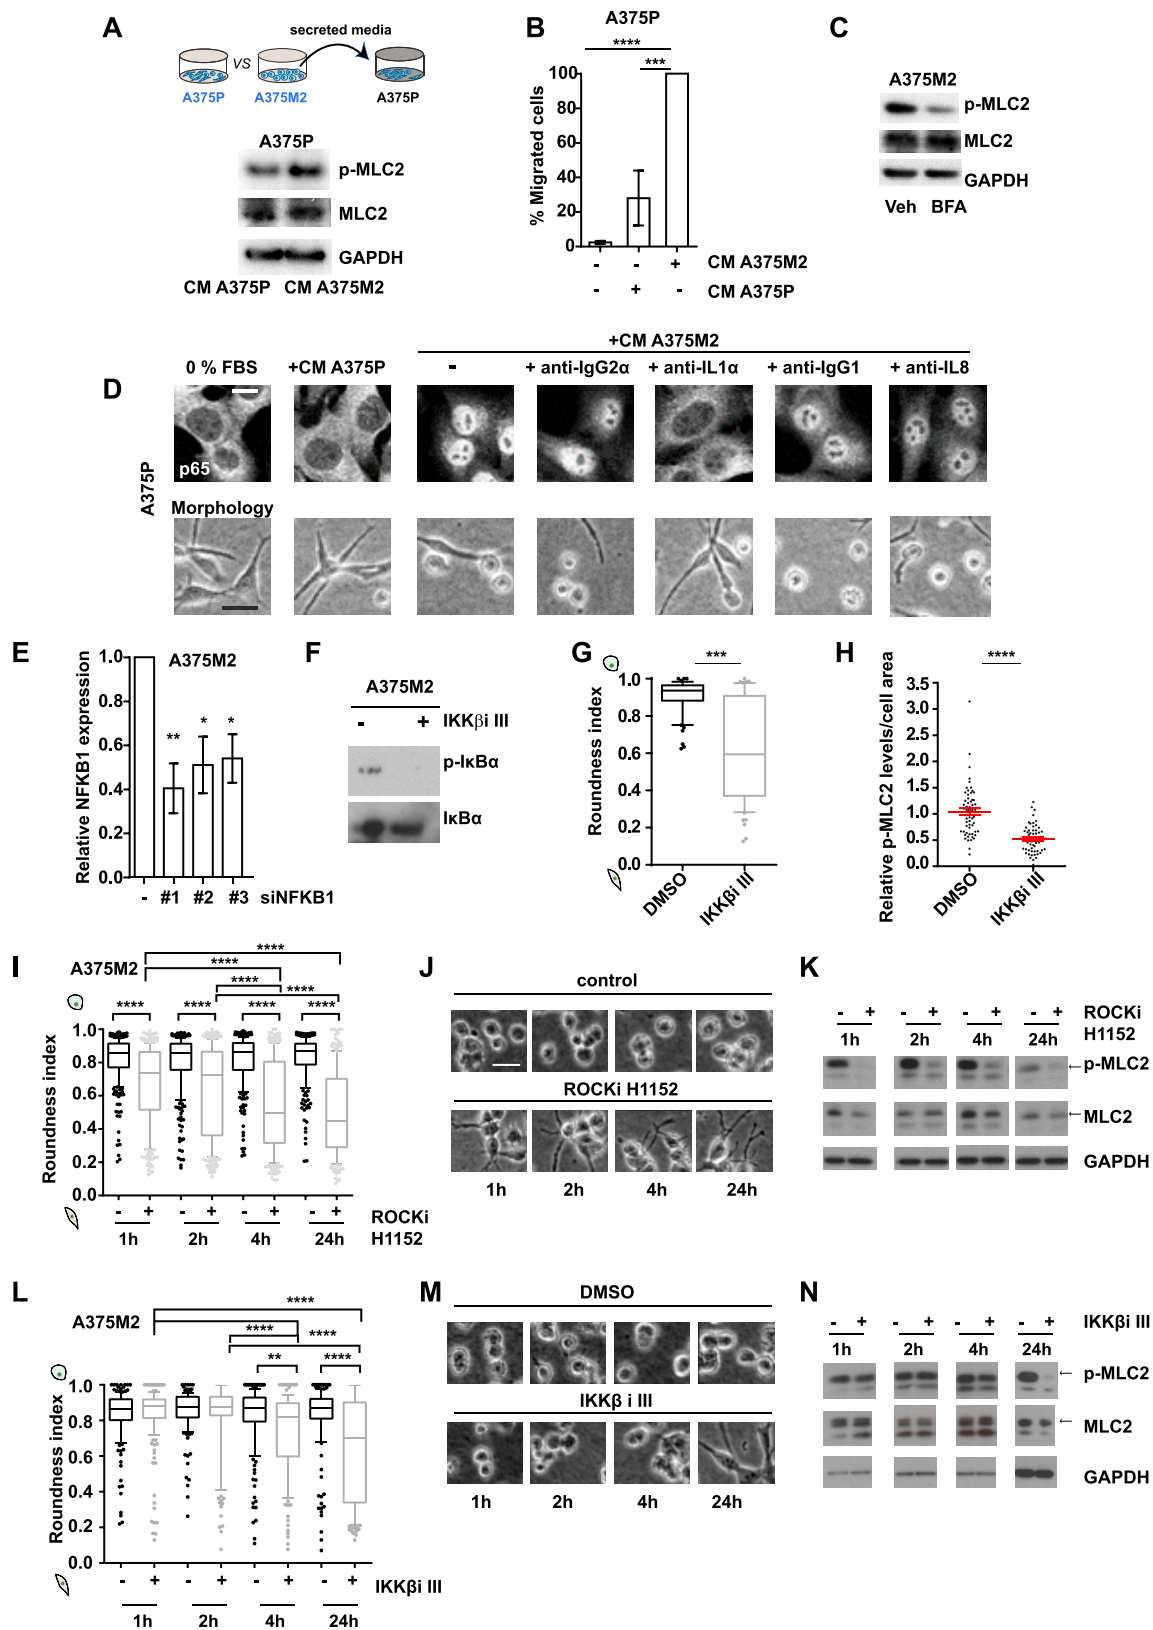 A
secreted media
VS
A375P
A375M2
A375P
A375P
p-MLC2
MLC2
GAPDH
CM A375P CM A375M2
B
A375P
****
***
% Migrated cells
100
80
60
40
20
0
- - + CM A375M2
- + - CM A375P
C
A375M2
p-MLC2
MLC2
GAPDH
Veh BFA
D
+CM A375M2
0 % FBS +CM A375P - + anti-IgG2α + anti-IL1α + anti-IgG1 + anti-IL8
A375P
p65
Morphology
E
A375M2
Relative NFKB1 expression
1.0
0.8
0.6
0.4
0.2
0.0
** * *
- #1 #2 #3 siNFKB1
F
A375M2
- + IKKβi III
p-IκBα
IκBα
G
***
Roundness index
1.0
0.8
0.6
0.4
0.2
0.0
DMSO
IKKβi III
H
****
Relative p-MLC2 levels/cell area
3.5
3.0
2.5
2.0
1.5
1.0
0.5
0.0
DMSO
IKKβi III
I
A375M2
****
****
****
****
**** **** **** ****
Roundness index
1.0
0.8
0.6
0.4
0.2
0.0
- + - + - + - + ROCKi
1h 2h 4h 24h H1152
J
control
ROCKi H1152
1h 2h 4h 24h
K
- + - + - + - + ROCKi
1h 2h 4h 24h H1152
←p-MLC2
← MLC2
GAPDH
L
A375M2
****
****
****
** ****
Roundness index
1.0
0.8
0.6
0.4
0.2
0.0
- + - + - + - + IKKβi III
1h 2h 4h 24h
M
DMSO
IKKβ i III
1h 2h 4h 24h
N
- + - + - + - + IKKβi III
1h 2h 4h 24h
← p-MLC2
← MLC2
GAPDH